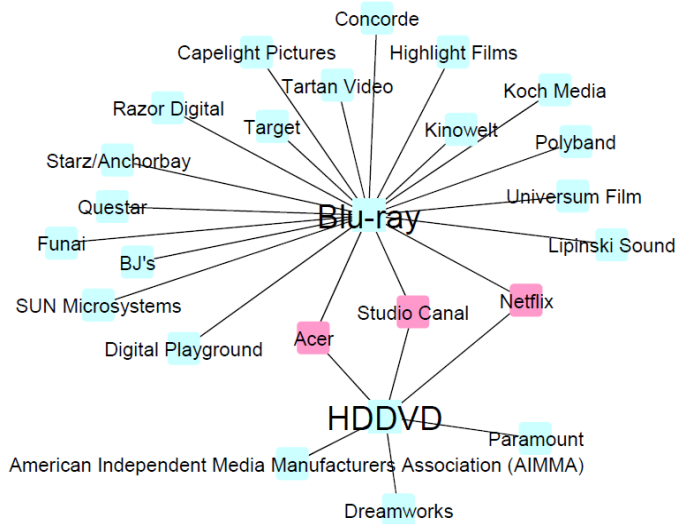 Concorde
Capelight Pictures
Highlight Films
Tartan Video
Koch Media
Razor Digital
Target
Kinowelt
Polyband
Starz/Anchorbay
Universum Film
Questar
Blu-ray
Funai
Lipinski Sound
BJ's
SUN Microsystems
Netflix
Studio Canal
Acer
Digital Playground
HDDVD
Paramount
American Independent Media Manufacturers Association (AIMMA)
Dreamworks